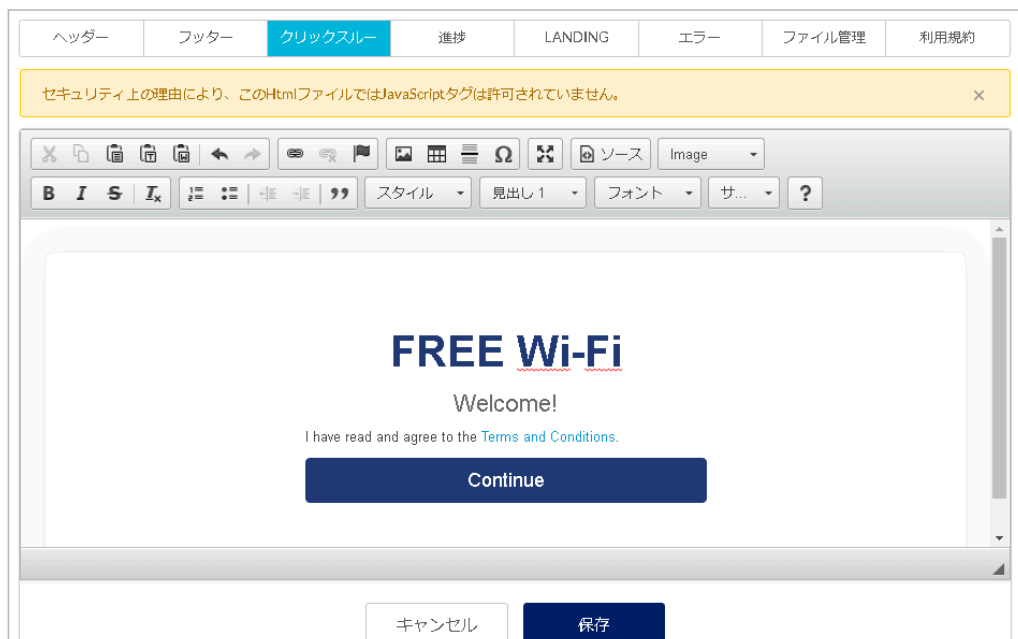 ヘッダー フッター クリックスルー 進捗 LANDING エラー ファイル管理 利用規約
セキュリティ上の理由により、このHtmlファイルではJavaScriptタグは許可されていません。 ×
Ω ソース Image
B I S Ix スタイル 見出し 1 フォント サ... ?
FREE Wi-Fi
Welcome!
I have read and agree to the Terms and Conditions.
Continue
キャンセル 保存